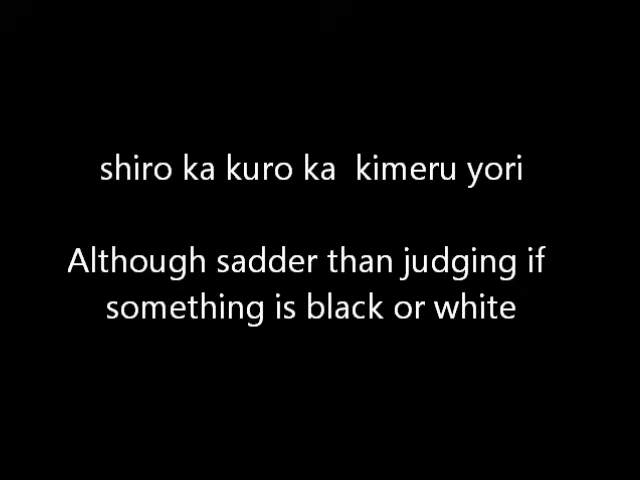 shiro ka kuro ka  kimeru yori
Although sadder than judging if
something is black or white